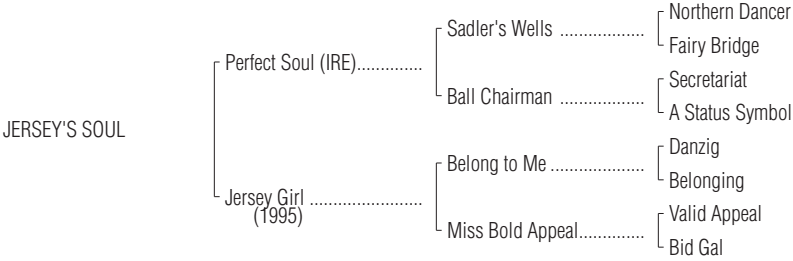 Northern Dancer
Sadler's Wells ..................
Fairy Bridge
Perfect Soul (IRE)..............
Secretariat
Ball Chairman ..................
A Status Symbol
JERSEY'S SOUL
Danzig
Belong to Me ....................
Belonging
Jersey Girl ........................
(1995)
Valid Appeal
Miss Bold Appeal..............
Bid Gal